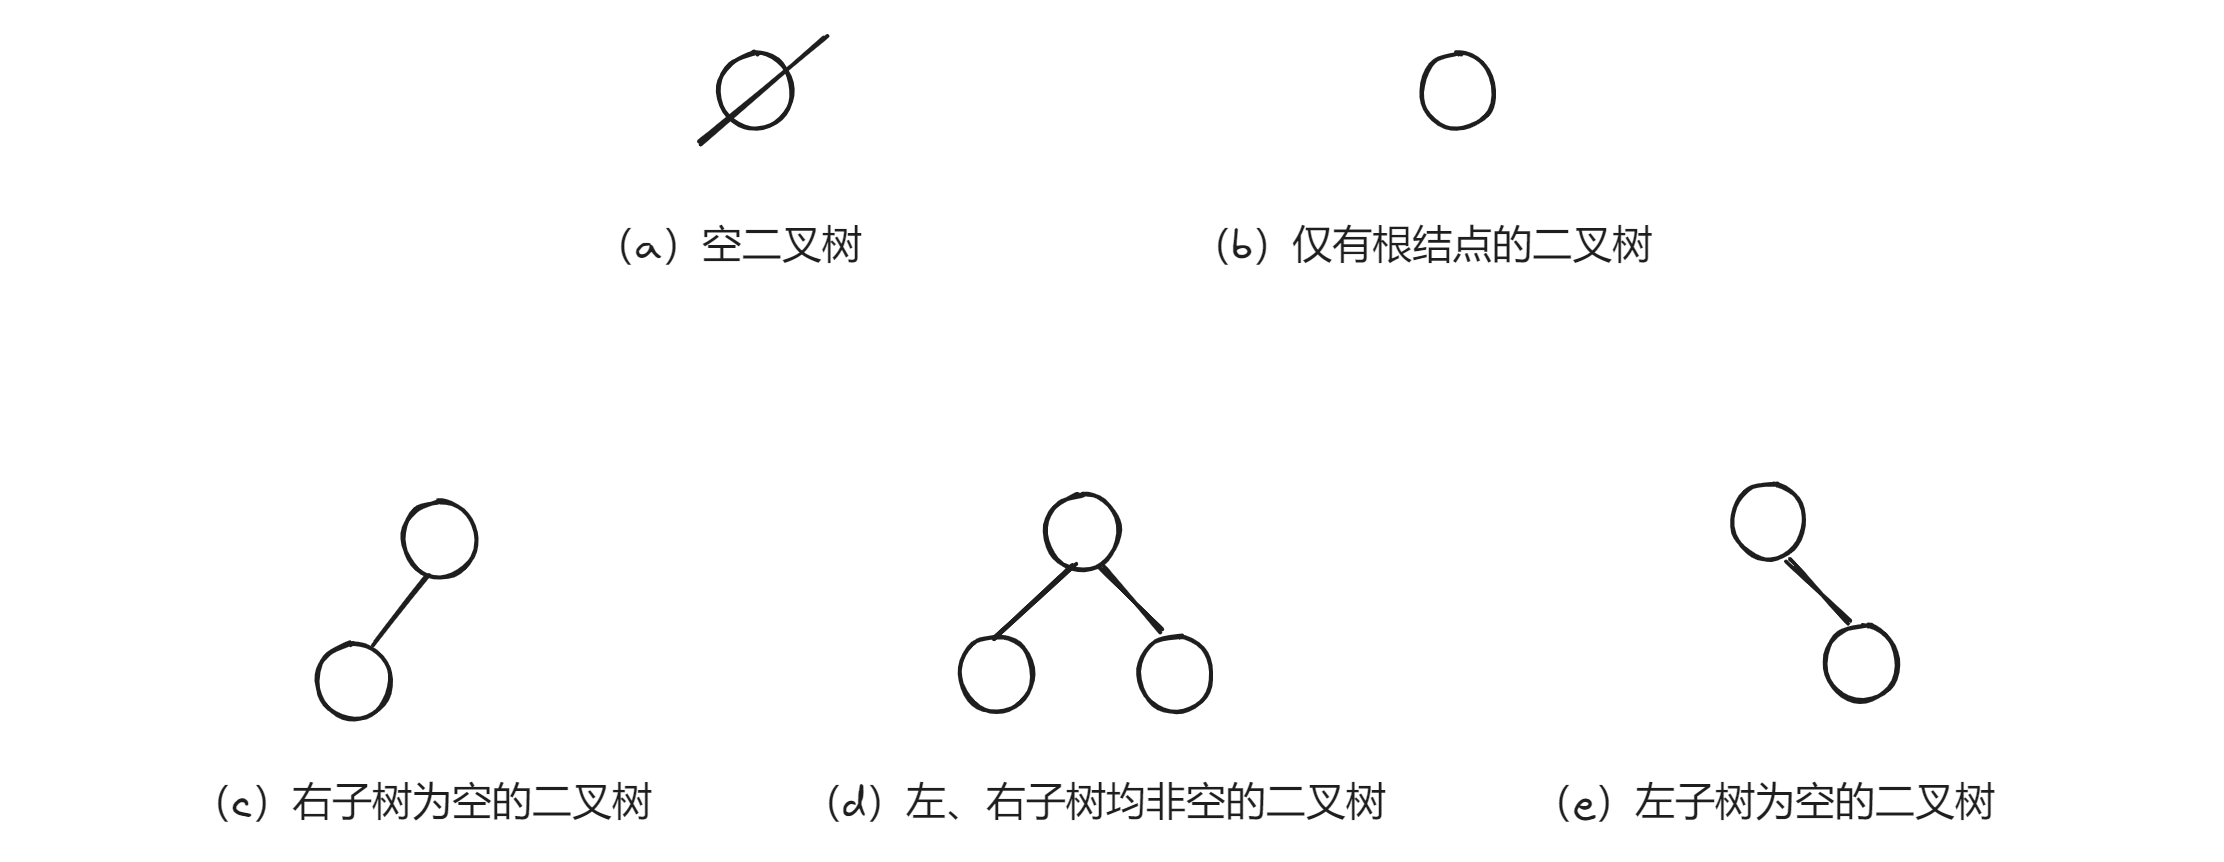 （a）空二叉树
（b）仅有根结点的二叉树
（c）右子树为空的二叉树
（d）左、右子树均非空的二叉树
（e）左子树为空的二叉树